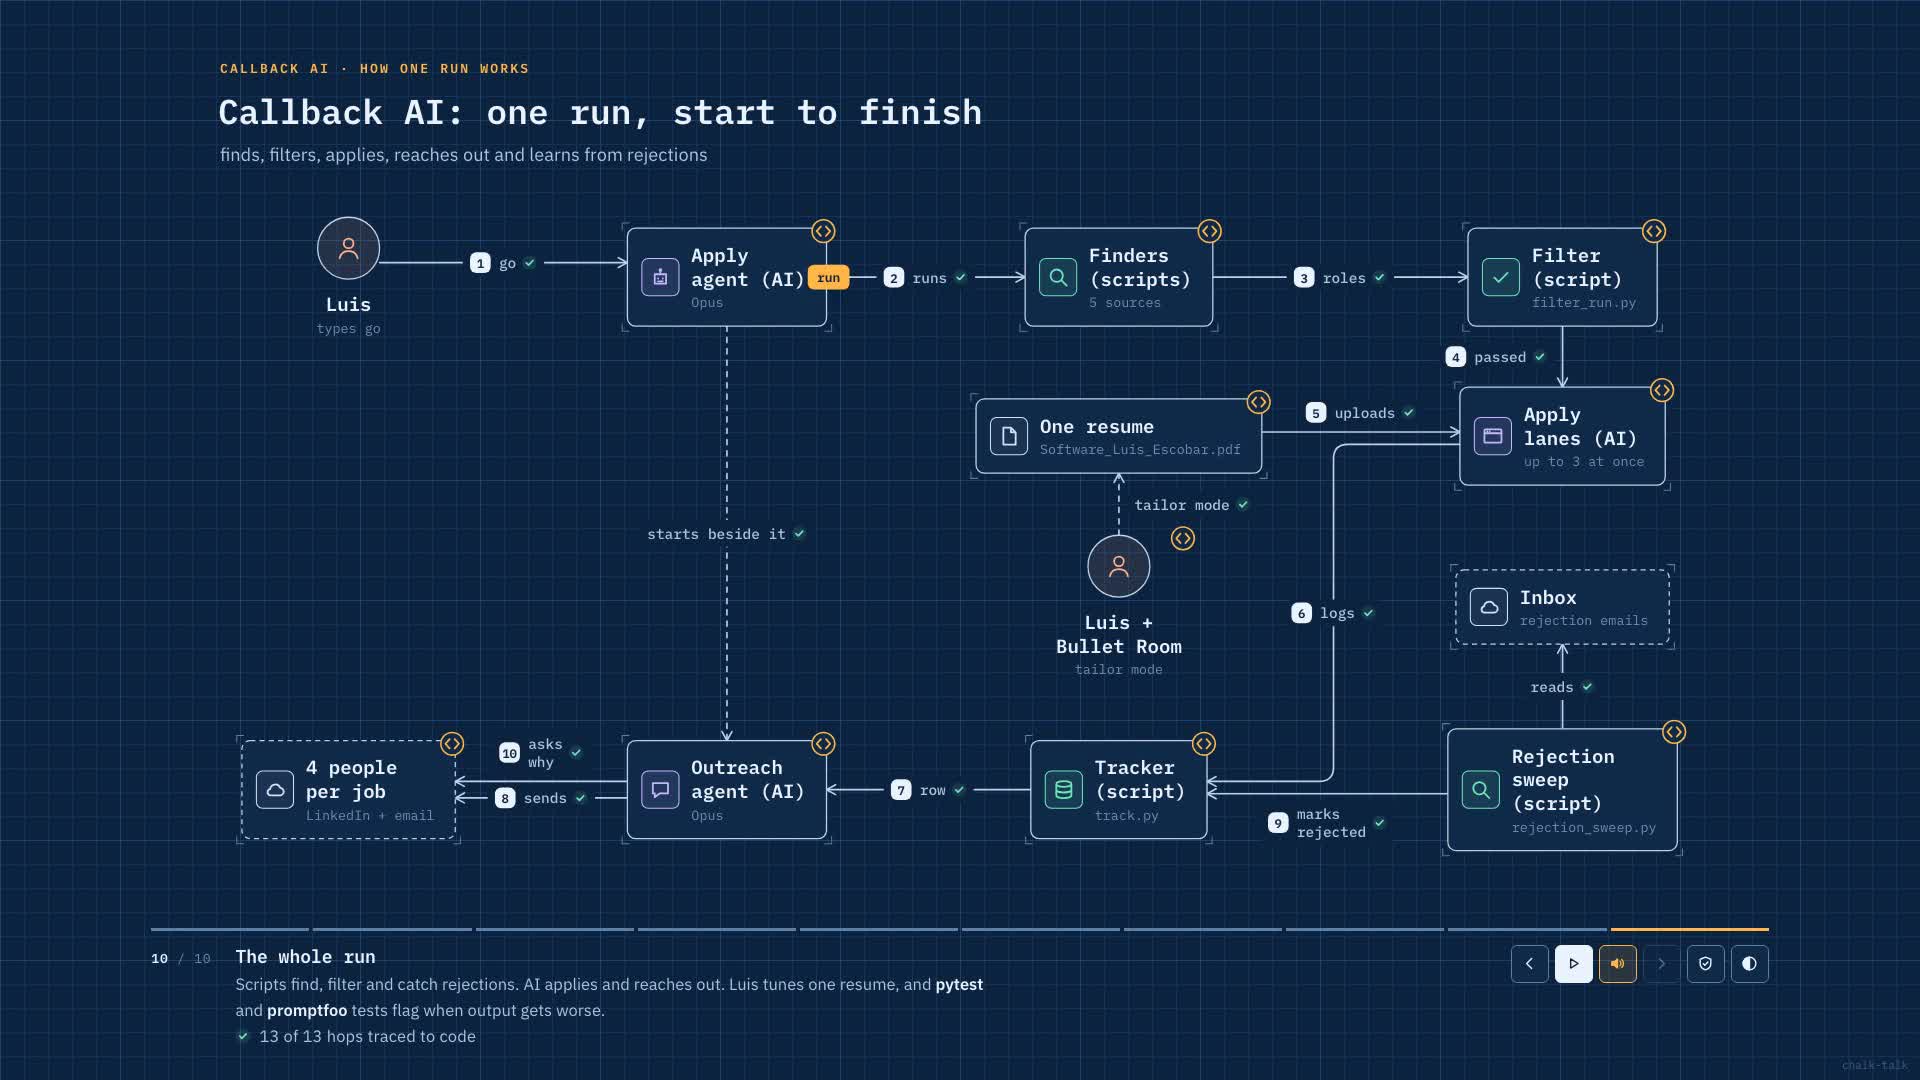 CALLBACK AI · HOW ONE RUN WORKS
Callback AI: one run, start to finish
finds, filters, applies, reaches out and learns from rejections
Luis
types go
1 go
Apply
agent (AI)
Opus
run
2 runs
Finders
(scripts)
5 sources
3 roles
Filter
(script)
filter_run.py
4 passed
One resume
Software_Luis_Escobar.pdf
5 uploads
Apply
lanes (AI)
up to 3 at once
tailor mode
starts beside it
Luis +
Bullet Room
tailor mode
6 logs
Inbox
rejection emails
reads
4 people
per job
LinkedIn + email
10 asks
why
8 sends
Outreach
agent (AI)
Opus
7 row
Tracker
(script)
track.py
9 marks
rejected
Rejection
sweep
(script)
rejection_sweep.py
10 / 10
The whole run
Scripts find, filter and catch rejections. AI applies and reaches out. Luis tunes one resume, and pytest
and promptfoo tests flag when output gets worse.
13 of 13 hops traced to code
chalk-talk